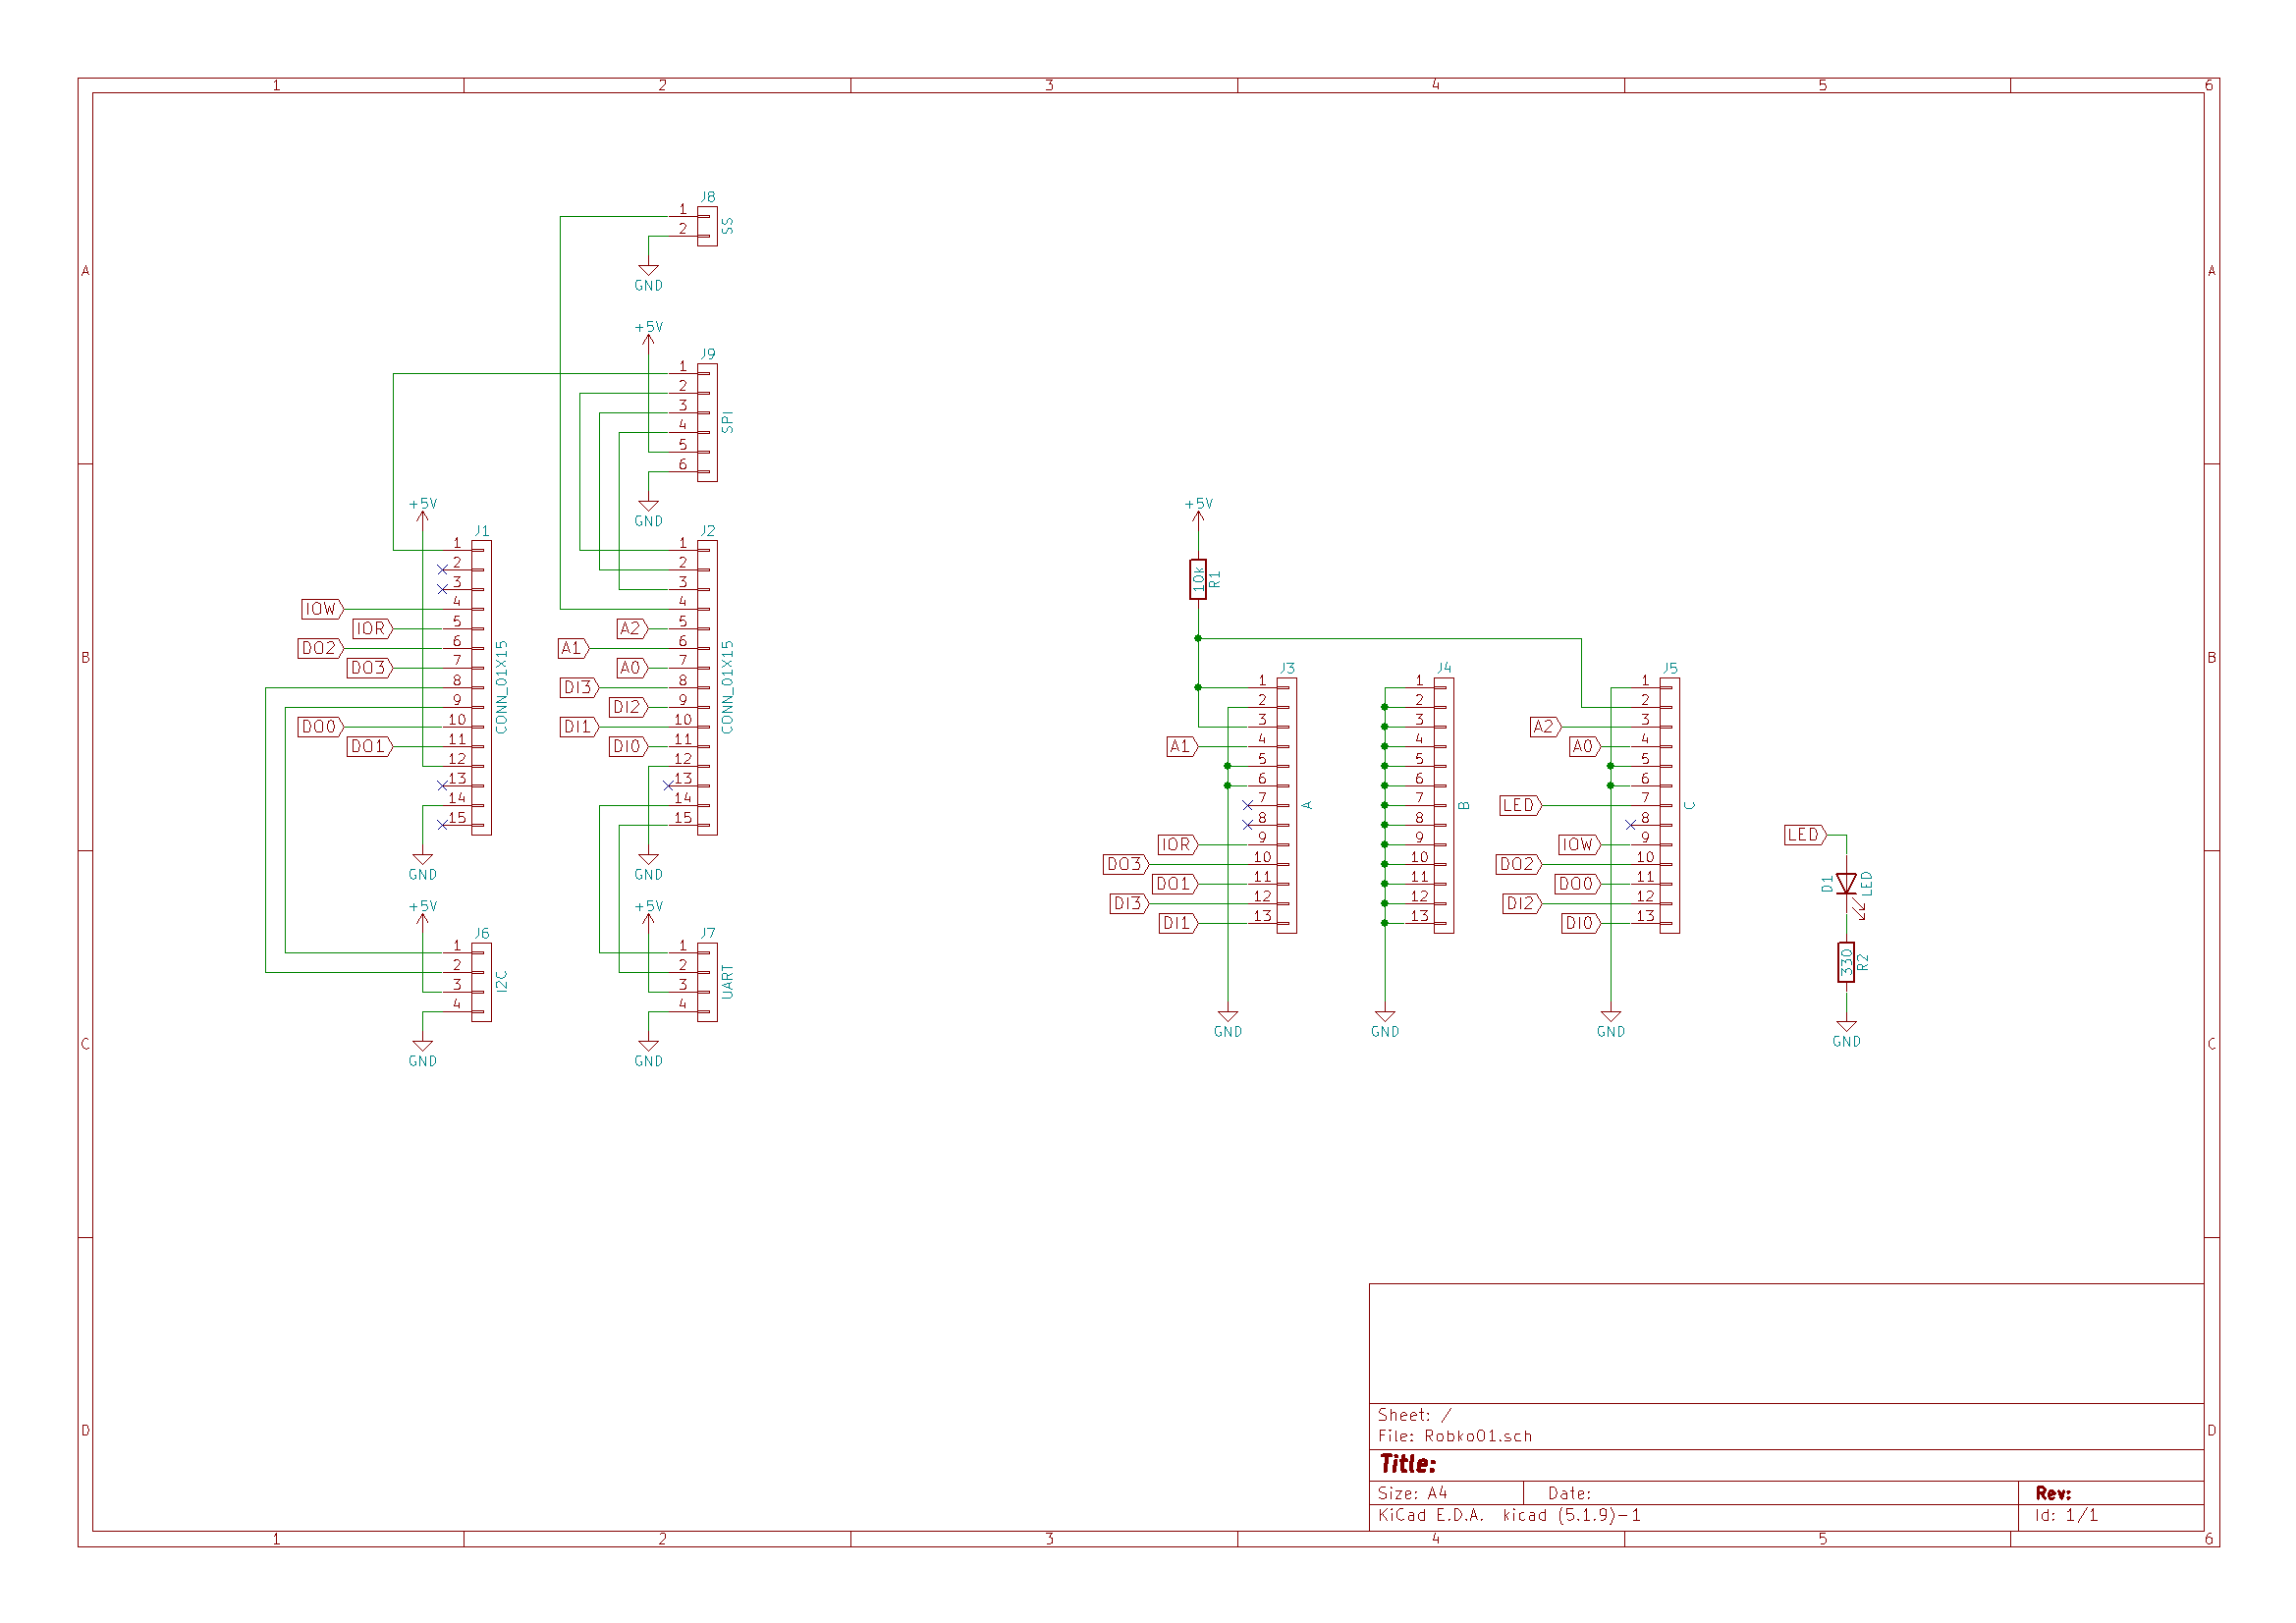 1 2 3 4 5 6
A A
B B
C C
D D
J8
1
2
SS
GND
+5V
J9
1
2
3
4
5
6
SPI
GND
+5V
J1
1
2
3
IOW 4
IOR 5
DO2 6
DO3 7
8
9
DO0 10
DO1 11
12
13
14
15
CONN_01X15
GND
J2
1
2
3
4
A2 5
A1 6
A0 7
DI3 8
DI2 9
DI1 10
DI0 11
12
13
14
15
CONN_01X15
GND
+5V
J6
1
2
3
4
I2C
GND
+5V
J7
1
2
3
4
UART
GND
+5V
10k
R1
J3
1
2
3
A1 4
5
6
7
8
IOR 9
DO3 10
DO1 11
DI3 12
DI1 13
A
GND
J4
1
2
3
4
5
6
7
8
9
10
11
12
13
B
GND
J5
1
2
A2 3
A0 4
5
6
LED 7
8
IOW 9
DO2 10
DO0 11
DI2 12
DI0 13
C
GND
LED
D1
LED
330
R2
GND
Sheet: /
File: Robko01.sch
Title:
Size: A4 Date: Rev:
KiCad E.D.A. kicad (5.1.9)-1 Id: 1/1
1 2 3 4 5 6